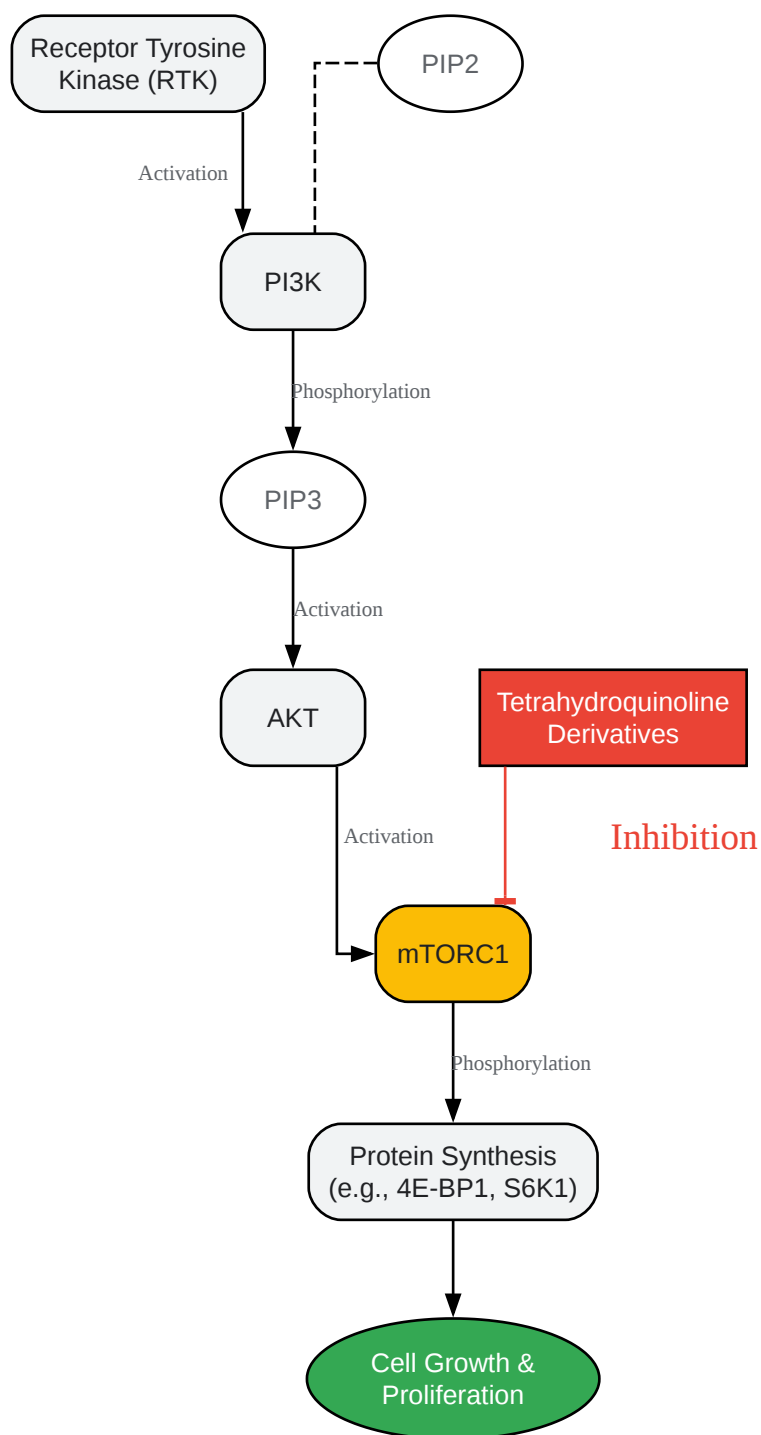 Receptor Tyrosine
Kinase (RTK)
PIP2
Activation
PI3K
Phosphorylation
PIP3
Activation
AKT
Tetrahydroquinoline
Derivatives
Activation
Inhibition
mTORC1
Phosphorylation
Protein Synthesis
(e.g., 4E-BP1, S6K1)
Cell Growth &
Proliferation